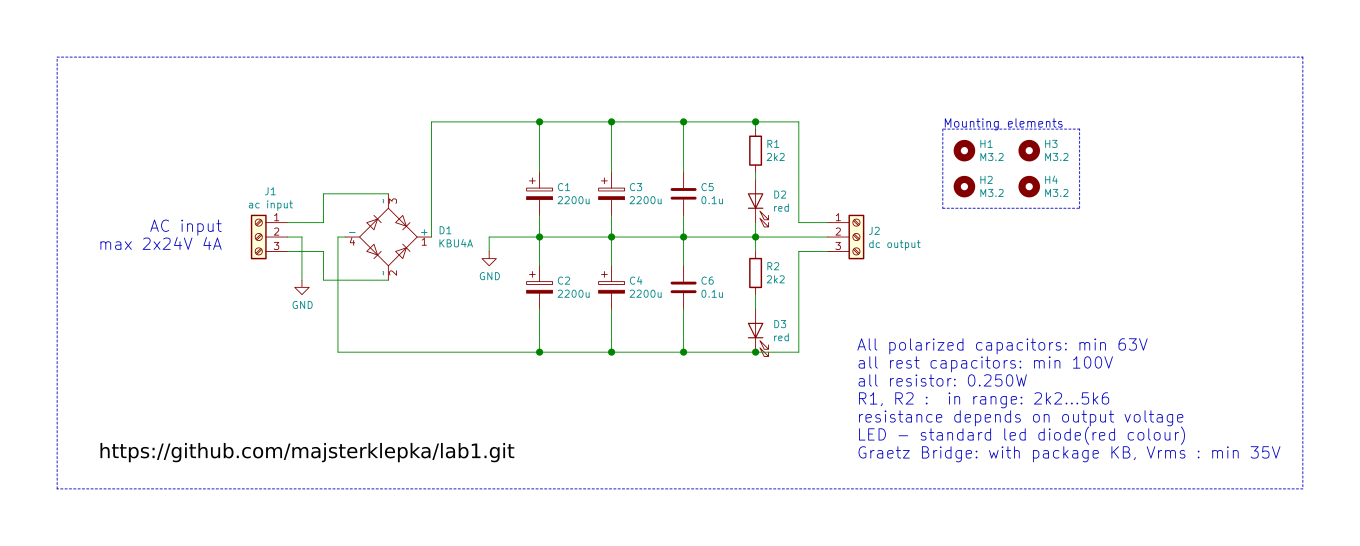 Mounting elements
H1
M3.2
H3
M3.2
H2
M3.2
H4
M3.2
R1
2k2
J1
ac input
1
2
3
AC input
max 2x24V 4A
GND
3
2
-
-
−
4
+
1
D1
KBU4A
GND
+
C1
2200u
+
C3
2200u
C5
0.1u
D2
red
1
2
3
J2
dc output
R2
2k2
+
C2
2200u
+
C4
2200u
C6
0.1u
D3
red
All polarized capacitors: min 63V
all rest capacitors: min 100V
all resistor: 0.250W
R1, R2 :  in range: 2k2...5k6
resistance depends on output voltage
LED – standard led diode(red colour)
Graetz Bridge: with package KB, Vrms : min 35V
https://github.com/majsterklepka/lab1.git